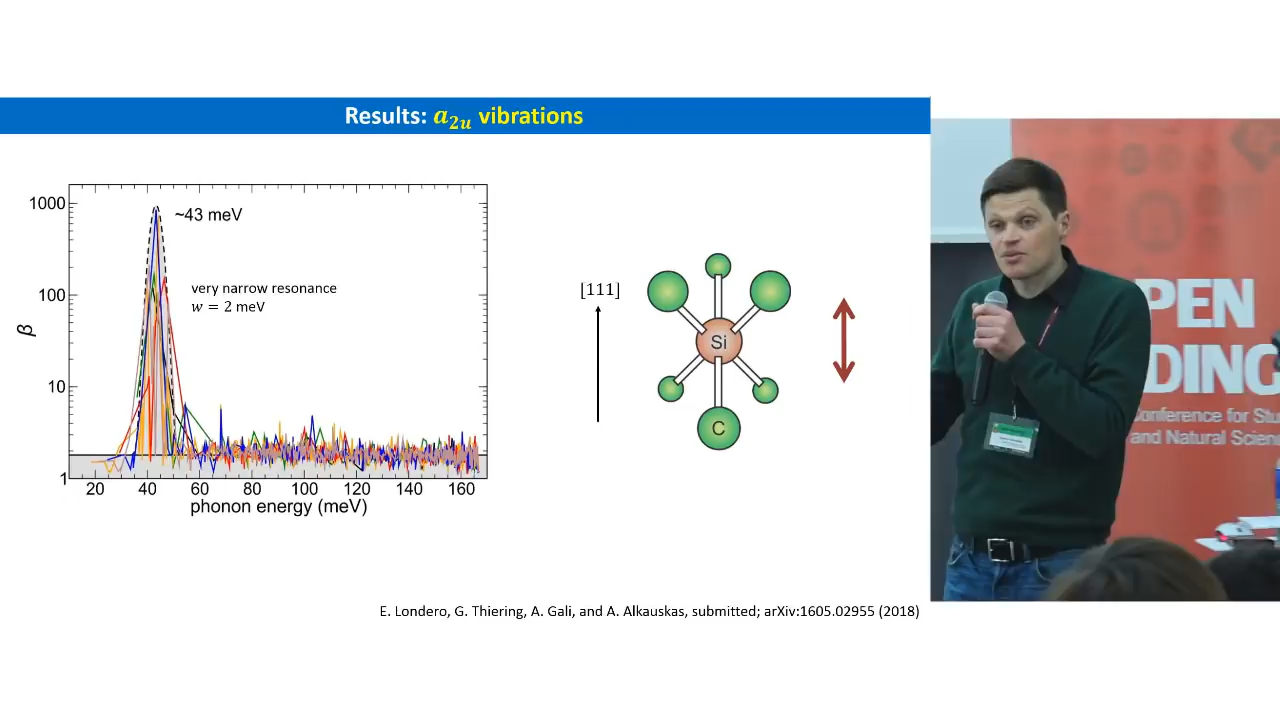 Results: a2u vibrations
1000
100
10
1
β
~43 meV
very narrow resonance
w = 2 meV
20 40 60 80 100 120 140 160
phonon energy (meV)
[111]
Si
C
E. Londero, G. Thiering, A. Gali, and A. Alkauskas, submitted; arXiv:1605.02955 (2018)
PEN
DING
Conference for Stu
and Natural Scien